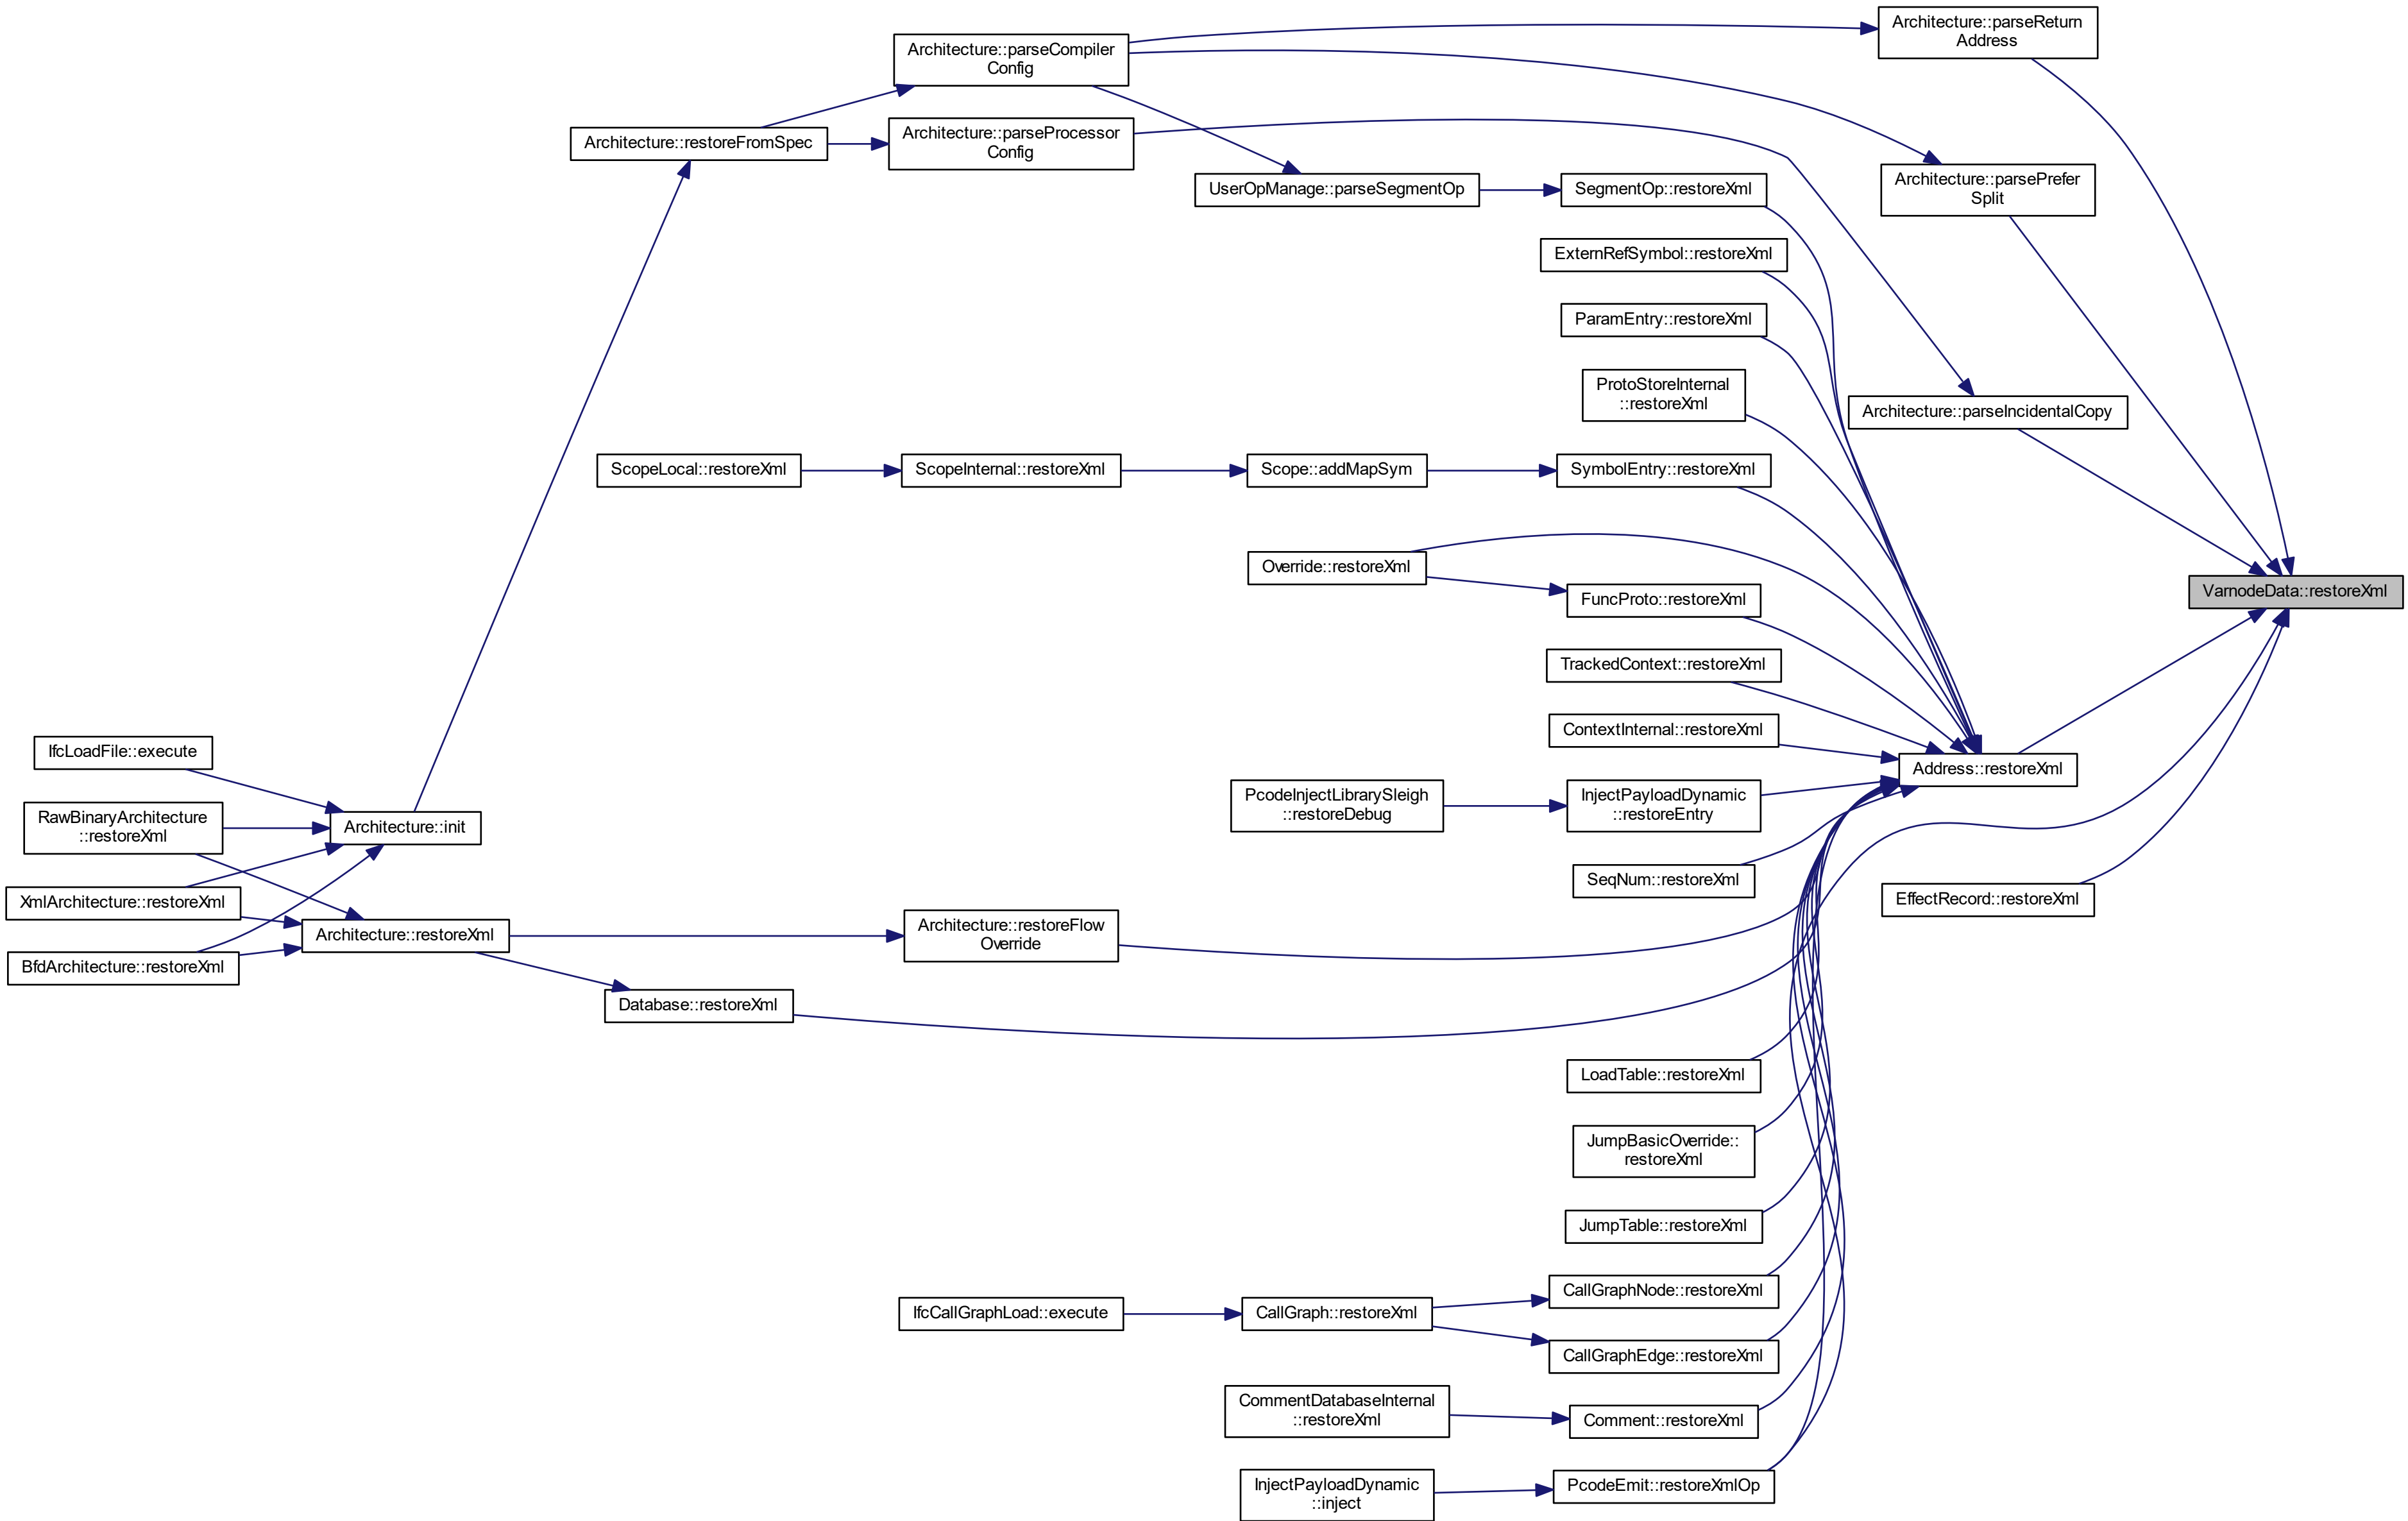 Architecture::parseReturn
Address
Architecture::parseCompiler
Config
Architecture::restoreFromSpec
Architecture::parseProcessor
Config
UserOpManage::parseSegmentOp
SegmentOp::restoreXml
Architecture::parsePrefer
Split
ExternRefSymbol::restoreXml
ParamEntry::restoreXml
ProtoStoreInternal
::restoreXml
Architecture::parseIncidentalCopy
ScopeLocal::restoreXml
ScopeInternal::restoreXml
Scope::addMapSym
SymbolEntry::restoreXml
Override::restoreXml
FuncProto::restoreXml
VarnodeData::restoreXml
TrackedContext::restoreXml
ContextInternal::restoreXml
IfcLoadFile::execute
Address::restoreXml
RawBinaryArchitecture
::restoreXml
Architecture::init
PcodeInjectLibrarySleigh
::restoreDebug
InjectPayloadDynamic
::restoreEntry
SeqNum::restoreXml
XmlArchitecture::restoreXml
EffectRecord::restoreXml
Architecture::restoreXml
Architecture::restoreFlow
Override
BfdArchitecture::restoreXml
Database::restoreXml
LoadTable::restoreXml
JumpBasicOverride::
restoreXml
JumpTable::restoreXml
CallGraphNode::restoreXml
IfcCallGraphLoad::execute
CallGraph::restoreXml
CallGraphEdge::restoreXml
CommentDatabaseInternal
::restoreXml
Comment::restoreXml
InjectPayloadDynamic
::inject
PcodeEmit::restoreXmlOp